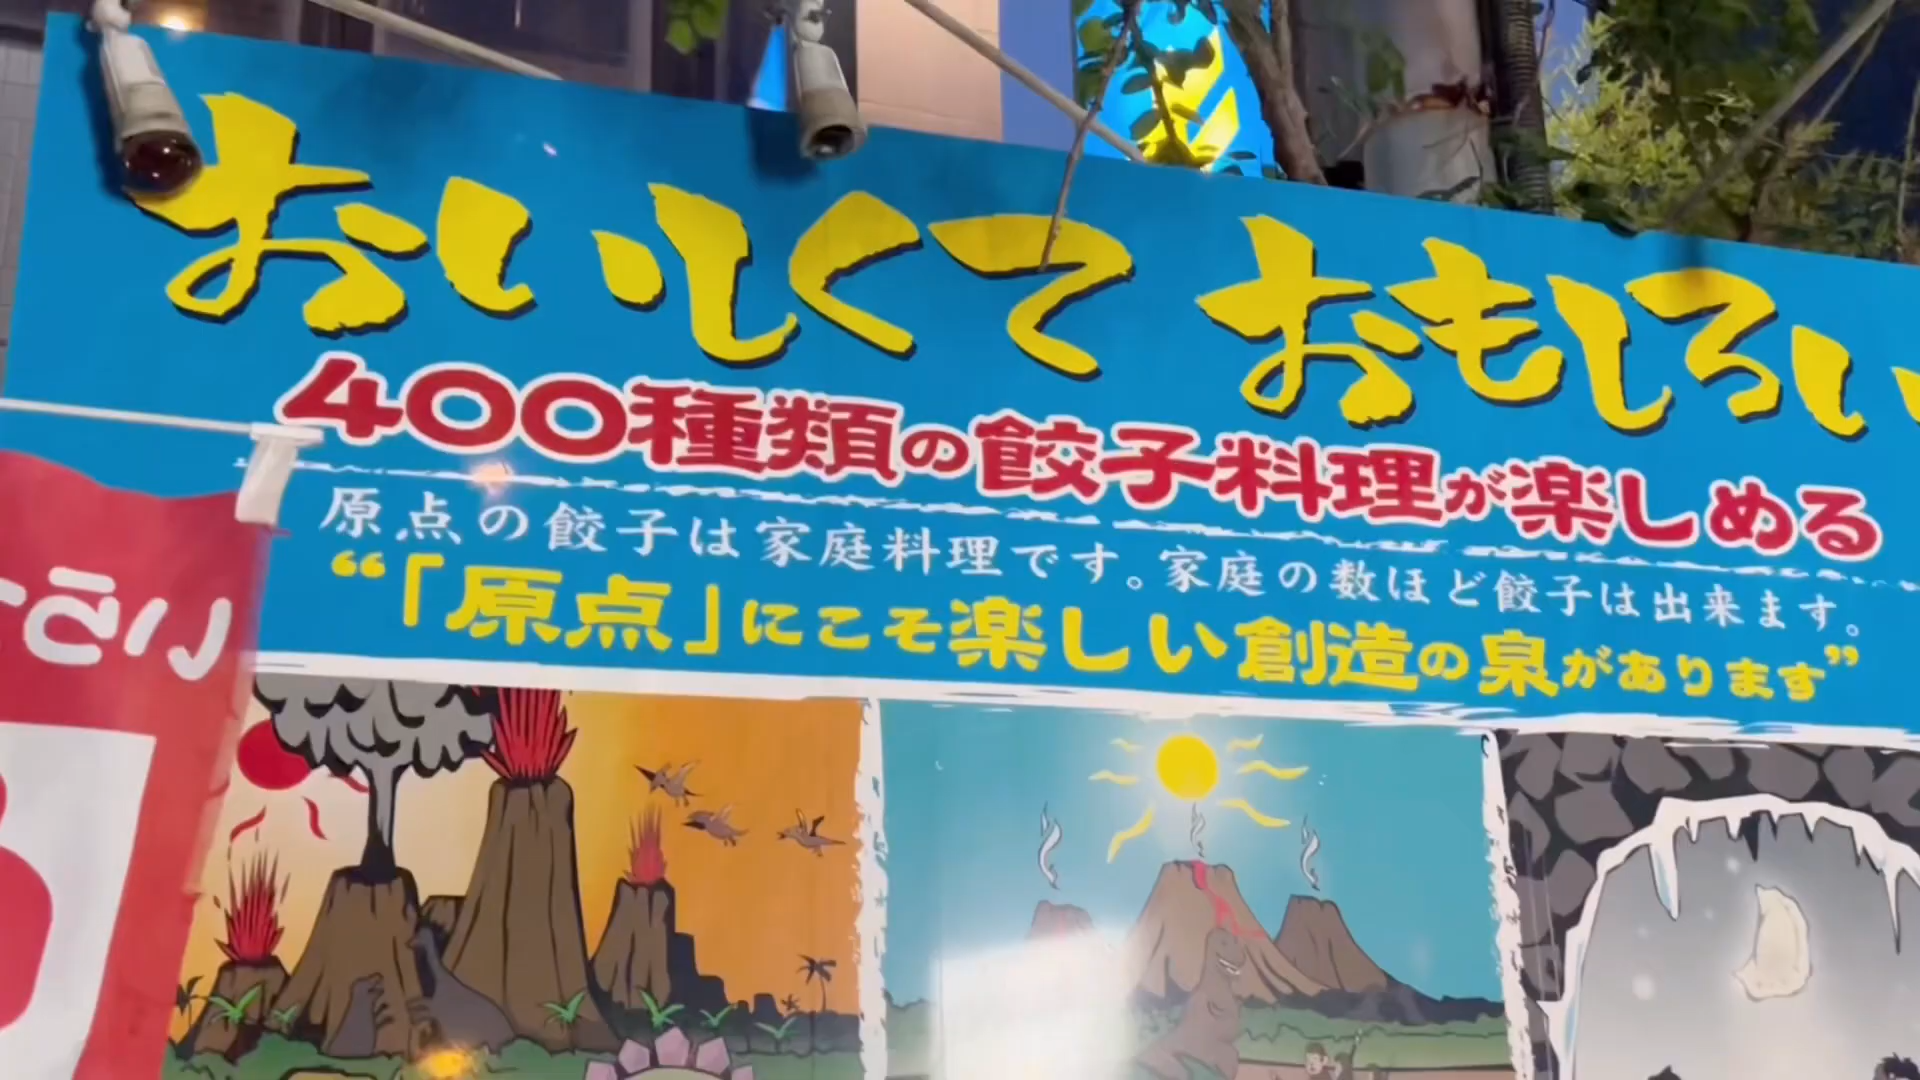 おいしくて おもしろい
400種類の餃子料理が楽しめる
原点の餃子は家庭料理です。家庭の数ほど餃子は出来ます。
“「原点」にこそ楽しい創造の泉があります”